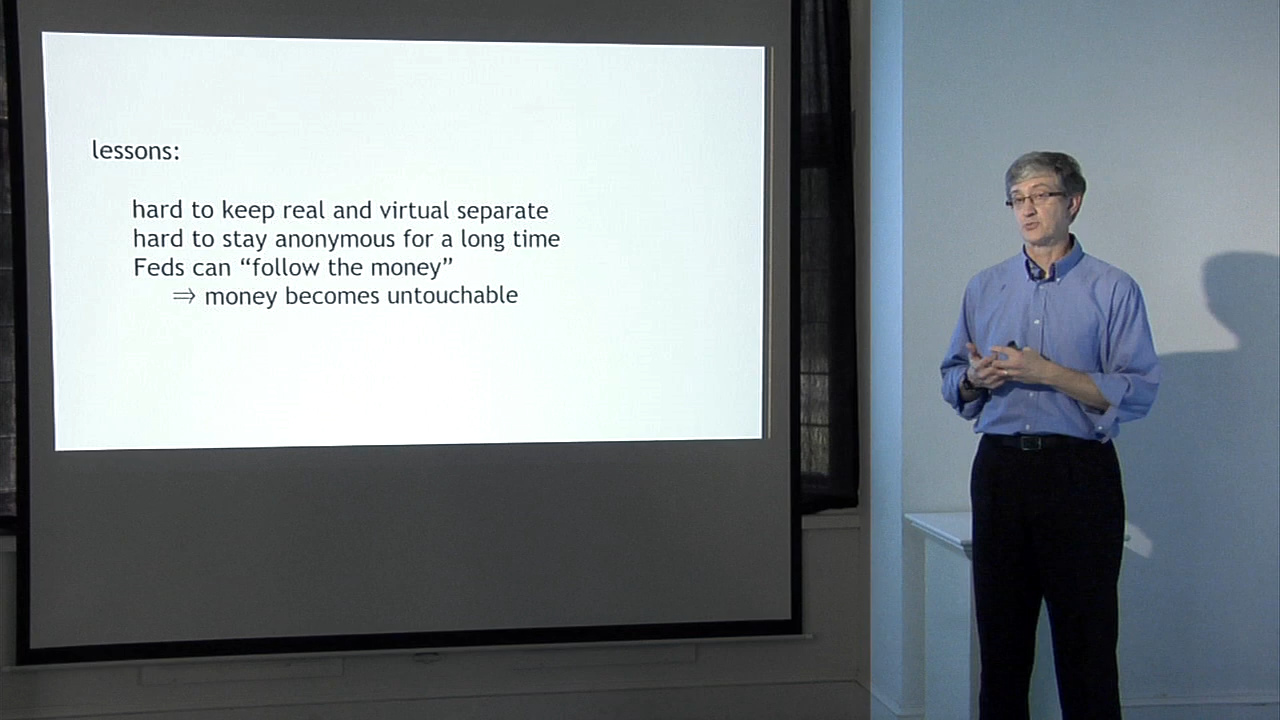 lessons:
hard to keep real and virtual separate
hard to stay anonymous for a long time
Feds can “follow the money”
⇒ money becomes untouchable